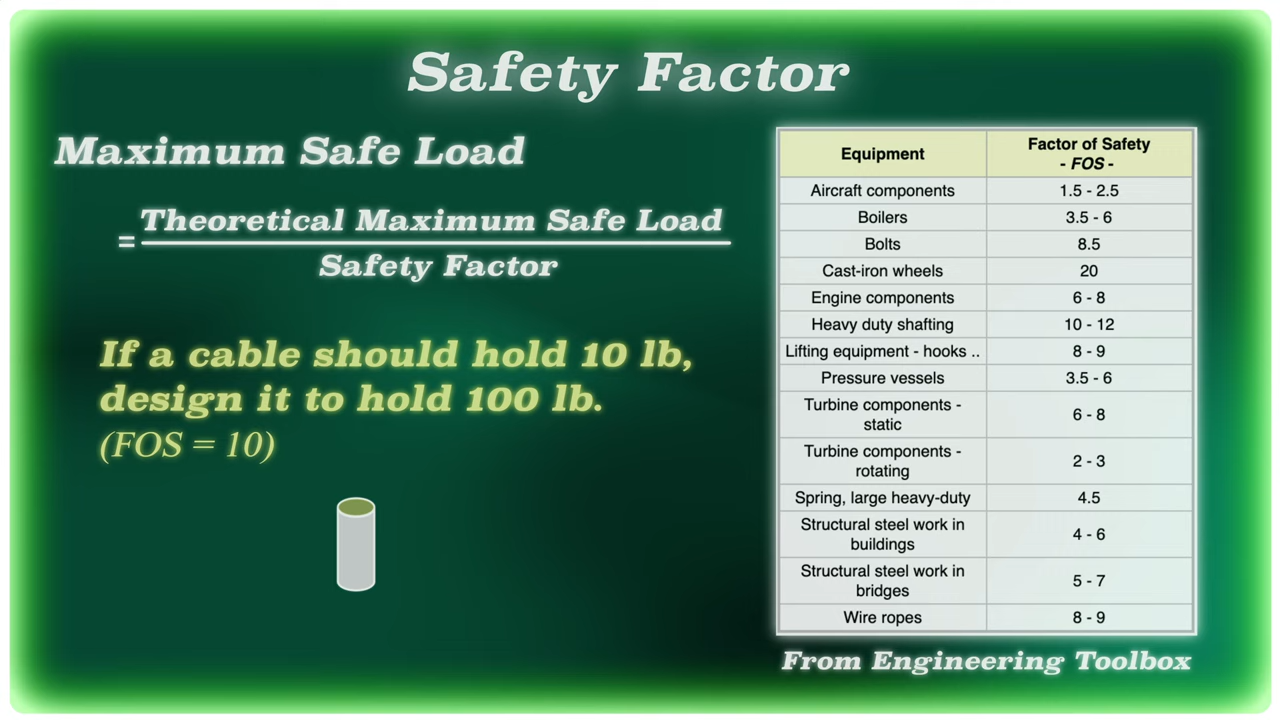 Safety Factor
Maximum Safe Load
= Theoretical Maximum Safe Load
Safety Factor
If a cable should hold 10 lb,
design it to hold 100 lb.
(FOS = 10)
Equipment
Factor of Safety
- FOS -
Aircraft components 1.5 - 2.5
Boilers 3.5 - 6
Bolts 8.5
Cast-iron wheels 20
Engine components 6 - 8
Heavy duty shafting 10 - 12
Lifting equipment - hooks .. 8 - 9
Pressure vessels 3.5 - 6
Turbine components -
static
6 - 8
Turbine components -
rotating
2 - 3
Spring, large heavy-duty 4.5
Structural steel work in
buildings
4 - 6
Structural steel work in
bridges
5 - 7
Wire ropes 8 - 9
From Engineering Toolbox